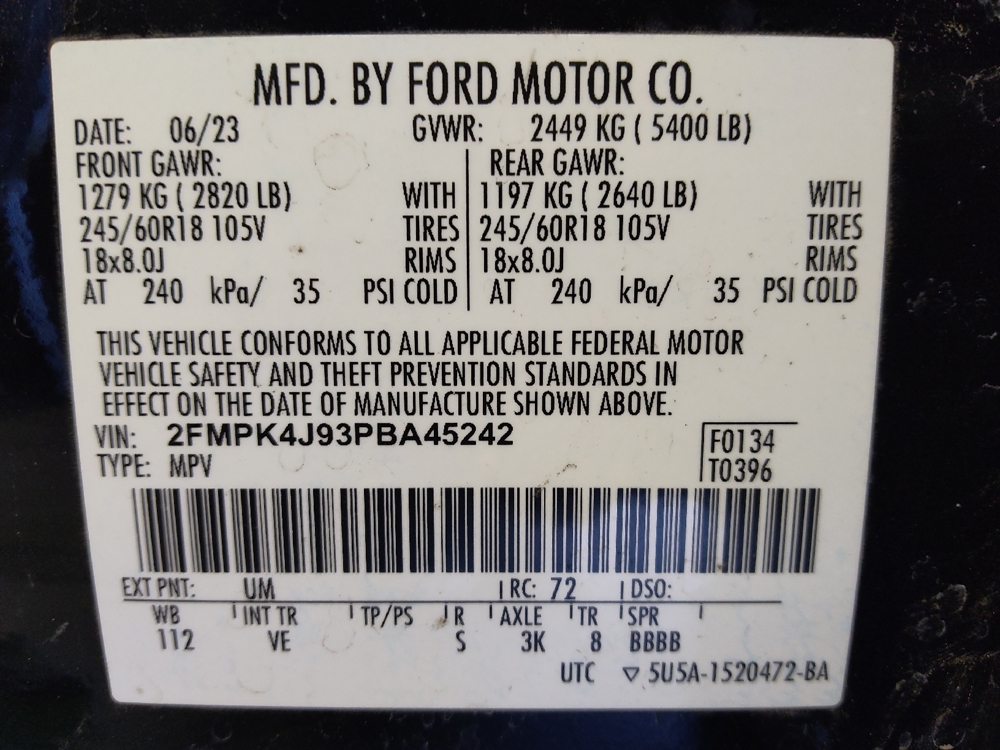 MFD. BY FORD MOTOR CO.
DATE: 06/23 GVWR: 2449 KG ( 5400 LB)
FRONT GAWR: REAR GAWR:
1279 KG ( 2820 LB) WITH 1197 KG ( 2640 LB) WITH
245/60R18 105V TIRES 245/60R18 105V TIRES
18x8.0J RIMS 18x8.0J RIMS
AT 240 kPa/ 35 PSI COLD AT 240 kPa/ 35 PSI COLD
THIS VEHICLE CONFORMS TO ALL APPLICABLE FEDERAL MOTOR
VEHICLE SAFETY AND THEFT PREVENTION STANDARDS IN
EFFECT ON THE DATE OF MANUFACTURE SHOWN ABOVE.
VIN: 2FMPK4J93PBA45242 F0134
TYPE: MPV T0396
EXT PNT: UM RC: 72 DSO:
WB INT TR TP/PS R AXLE TR SPR
112 VE S 3K 8 BBBB
UTC ▽ 5U5A-1520472-BA